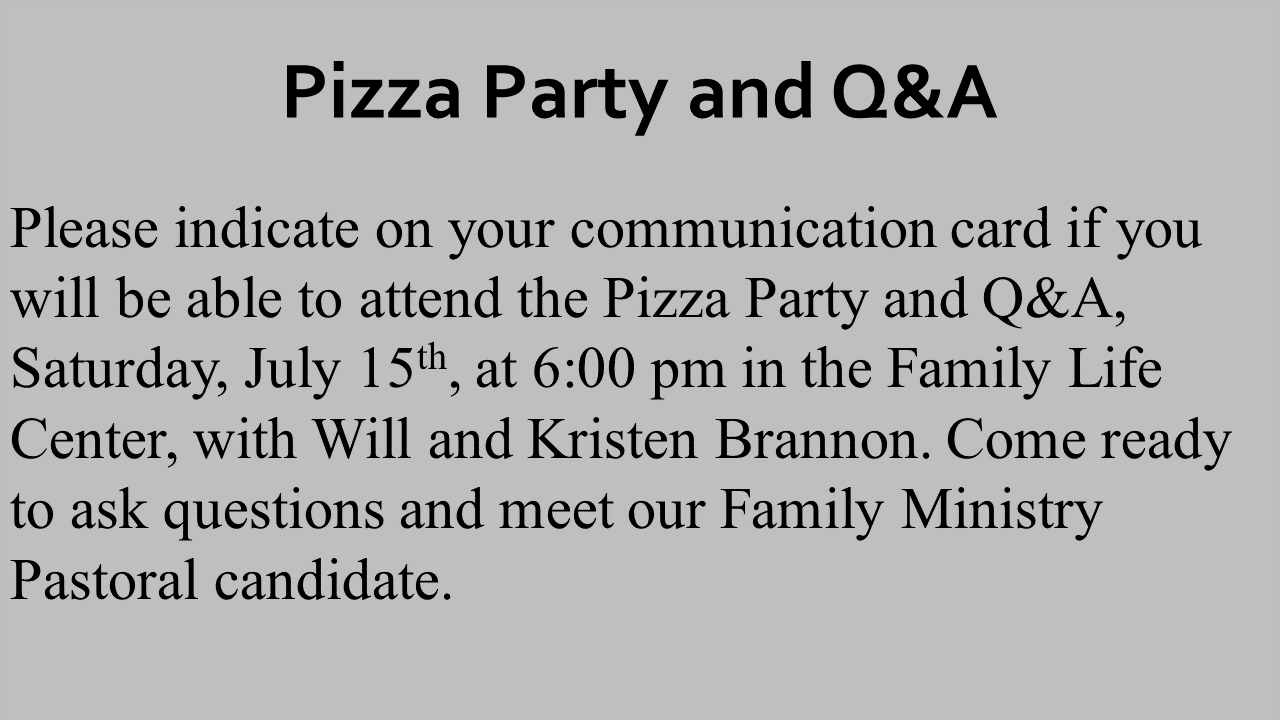 Pizza Party and Q&A
Please indicate on your communication card if you
will be able to attend the Pizza Party and Q&A,
Saturday, July 15th, at 6:00 pm in the Family Life
Center, with Will and Kristen Brannon. Come ready
to ask questions and meet our Family Ministry
Pastoral candidate.